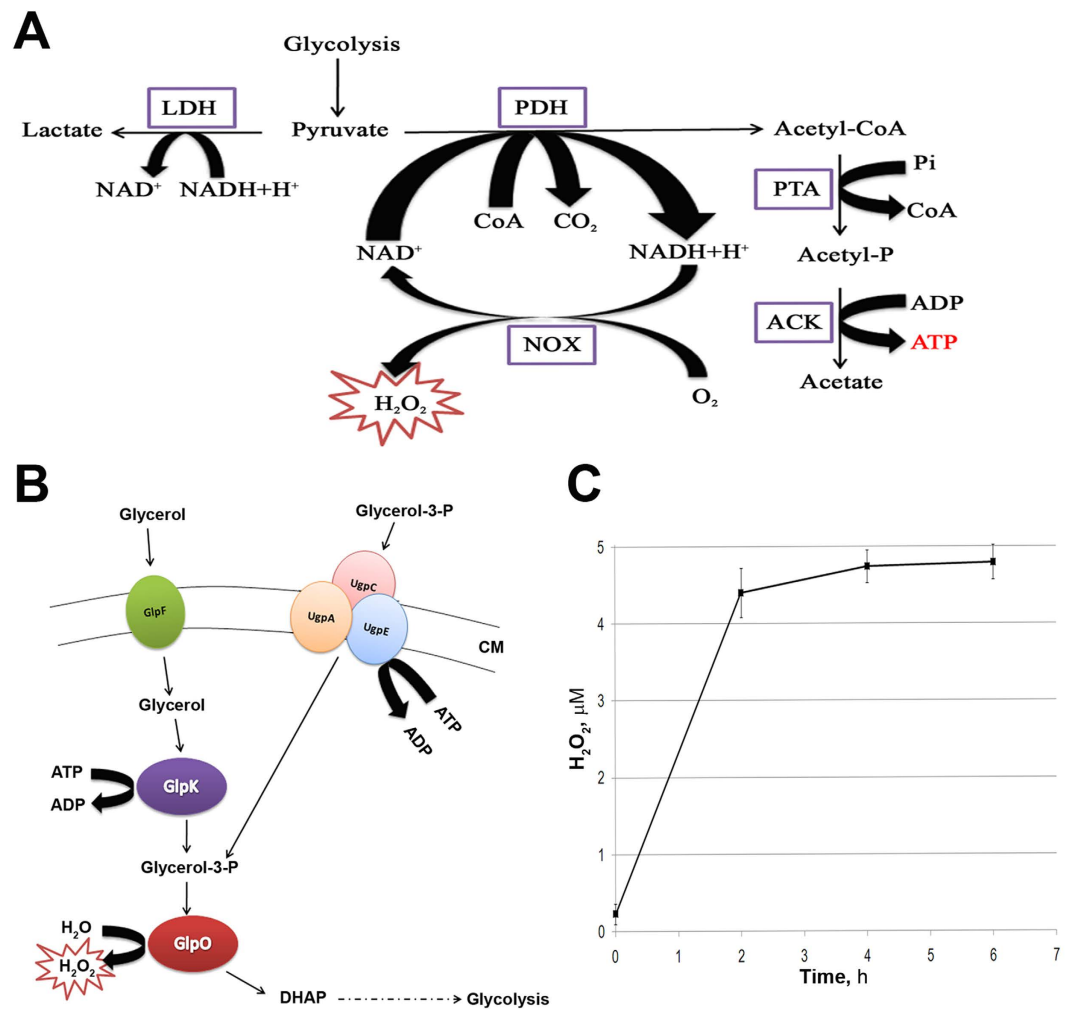 A
Glycolysis
LDH
PDH
Lactate
Pyruvate
Acetyl-CoA
NAD⁺
NADH+H⁺
CoA
CO₂
PTA
Pi
CoA
NAD⁺
NADH+H⁺
Acetyl-P
NOX
ACK
ADP
ATP
H₂O₂
O₂
Acetate
B
Glycerol
Glycerol-3-P
GlpF
UgpC
UgpA
UgpE
CM
Glycerol
ATP
ADP
ATP
ADP
GlpK
Glycerol-3-P
H₂O
H₂O₂
GlpO
DHAP
Glycolysis
C
5
4
3
2
1
0
H₂O₂, µM
0 1 2 3 4 5 6 7
Time, h